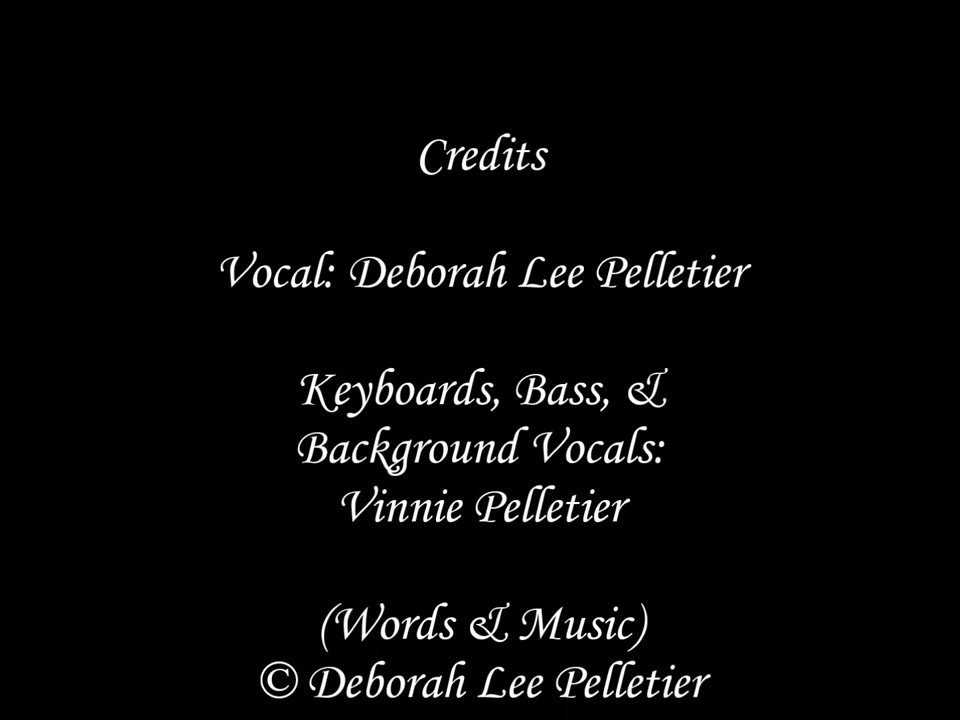 Credits
Vocal: Deborah Lee Pelletier
Keyboards, Bass, &
Background Vocals:
Vinnie Pelletier
(Words & Music)
© Deborah Lee Pelletier